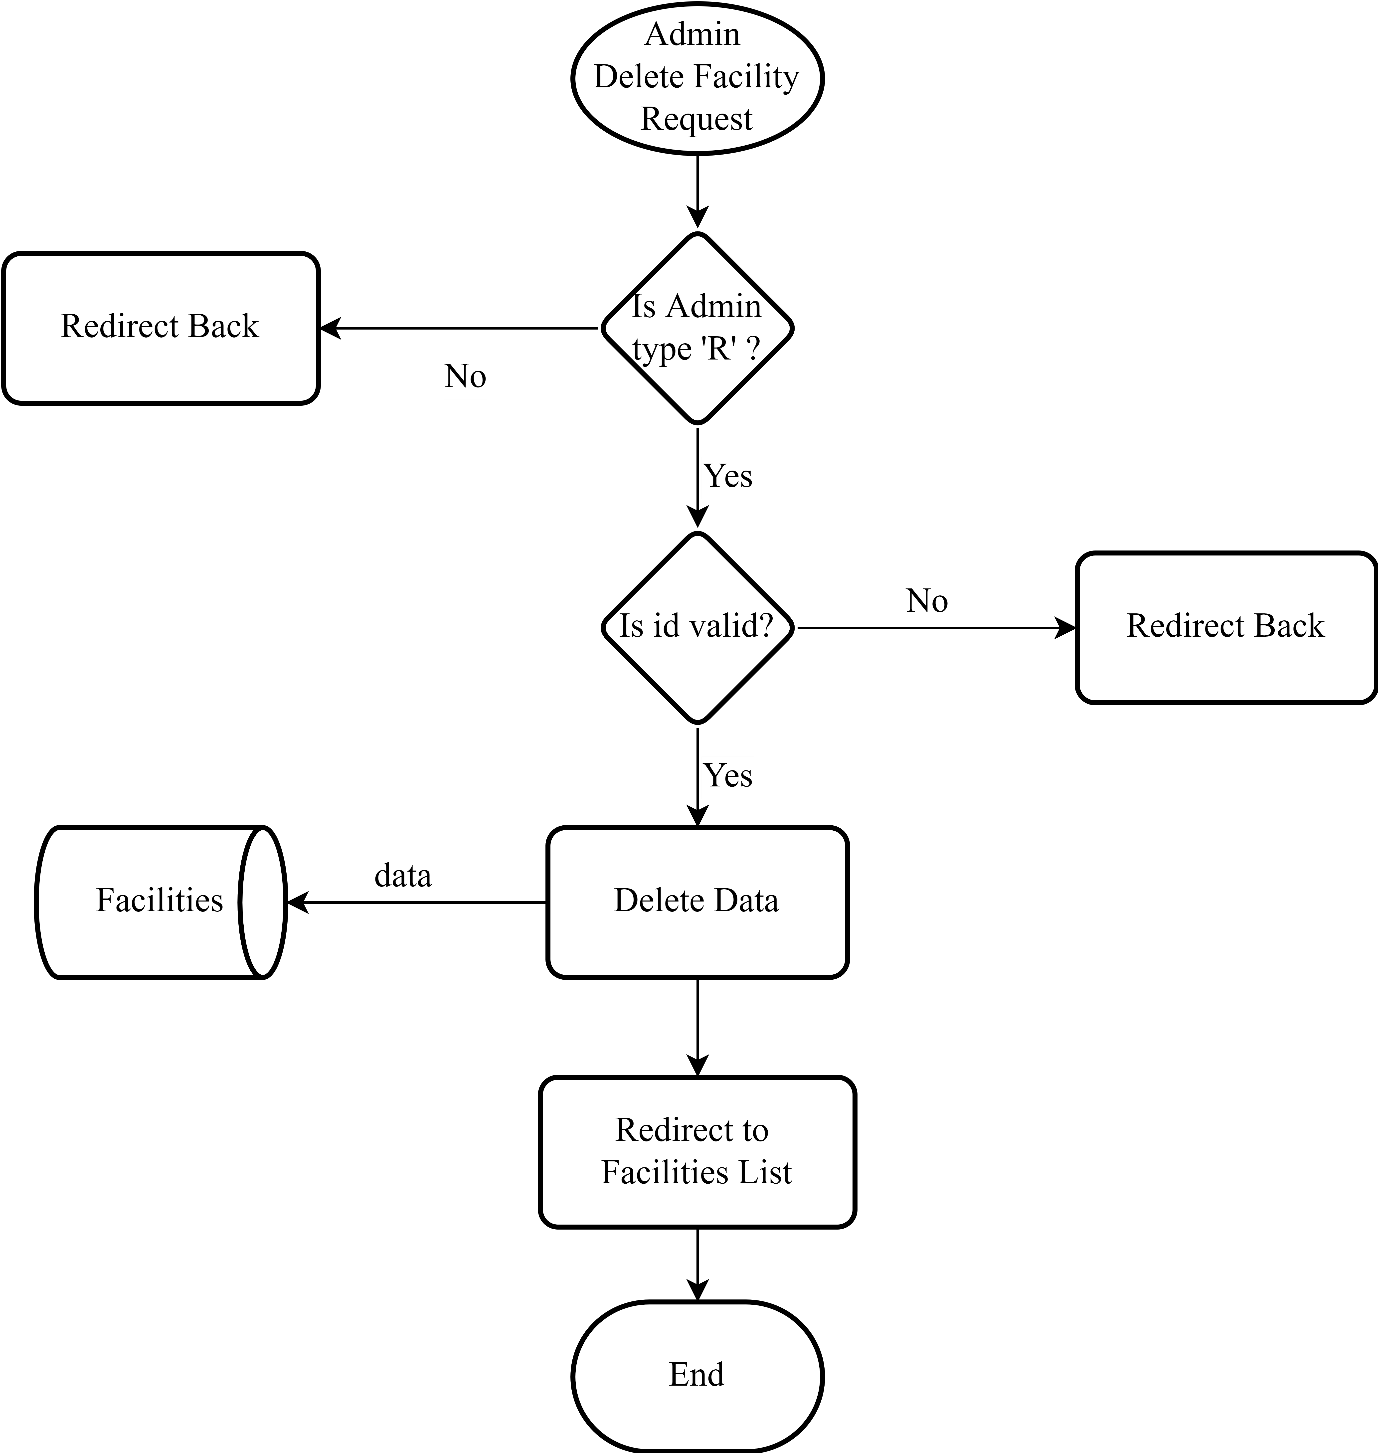 Admin
Delete Facility
Request
Is Admin
type 'R' ?
Redirect Back
No
Yes
Is id valid?
No
Redirect Back
Yes
Facilities
data
Delete Data
Redirect to
Facilities List
End